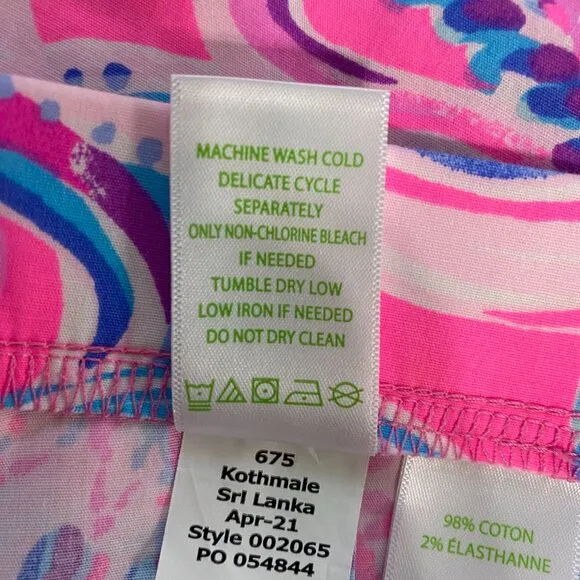 MACHINE WASH COLD
DELICATE CYCLE
SEPARATELY
ONLY NON-CHLORINE BLEACH
IF NEEDED
TUMBLE DRY LOW
LOW IRON IF NEEDED
DO NOT DRY CLEAN
675
Kothmale
Sri Lanka
Apr-21
Style 002065
PO 054844
98% COTON
2% ÉLASTHANNE